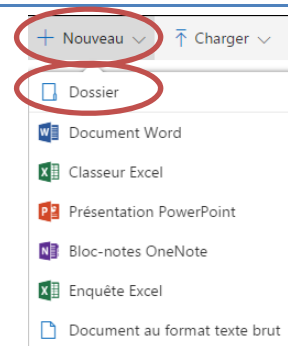 Nouveau Charger
Dossier
Document Word
Classeur Excel
Présentation PowerPoint
Bloc-notes OneNote
Enquête Excel
Document au format texte brut